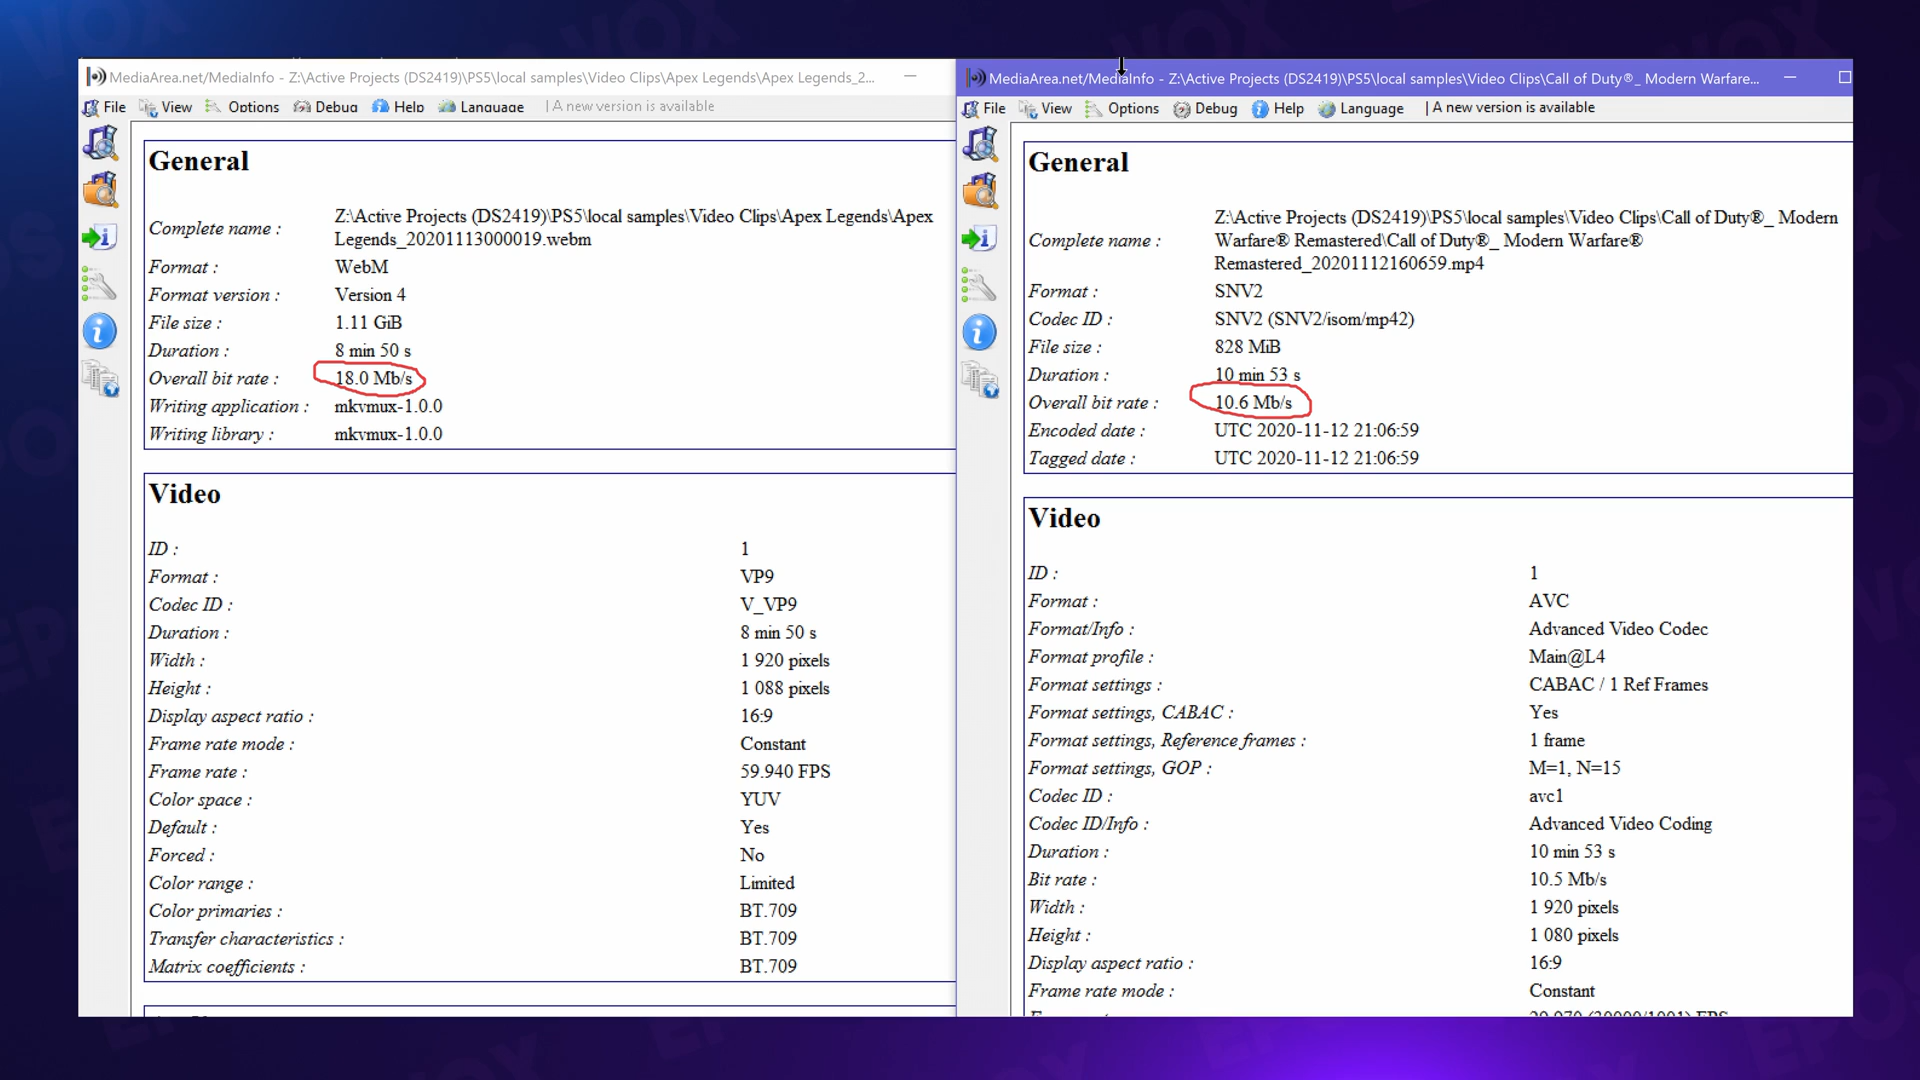 MediaArea.net/MediaInfo - Z:\Active Projects (DS2419)\PS5\local samples\Video Clips\Apex Legends\Apex Legends_2...
File View Options Debug Help Language | A new version is available
General
Complete name : Z:\Active Projects (DS2419)\PS5\local samples\Video Clips\Apex Legends\Apex
Legends_20201113000019.webm
Format : WebM
Format version : Version 4
File size : 1.11 GiB
Duration : 8 min 50 s
Overall bit rate : 18.0 Mb/s
Writing application : mkvmux-1.0.0
Writing library : mkvmux-1.0.0
Video
ID : 1
Format : VP9
Codec ID : V_VP9
Duration : 8 min 50 s
Width : 1 920 pixels
Height : 1 088 pixels
Display aspect ratio : 16:9
Frame rate mode : Constant
Frame rate : 59.940 FPS
Color space : YUV
Default : Yes
Forced : No
Color range : Limited
Color primaries : BT.709
Transfer characteristics : BT.709
Matrix coefficients : BT.709
MediaArea.net/MediaInfo - Z:\Active Projects (DS2419)\PS5\local samples\Video Clips\Call of Duty®_ Modern Warfare...
File View Options Debug Help Language | A new version is available
General
Complete name : Z:\Active Projects (DS2419)\PS5\local samples\Video Clips\Call of Duty®_ Modern
Warfare® Remastered\Call of Duty®_ Modern Warfare®
Remastered_20201112160659.mp4
Format : SNV2
Codec ID : SNV2 (SNV2/isom/mp42)
File size : 828 MiB
Duration : 10 min 53 s
Overall bit rate : 10.6 Mb/s
Encoded date : UTC 2020-11-12 21:06:59
Tagged date : UTC 2020-11-12 21:06:59
Video
ID : 1
Format : AVC
Format/Info : Advanced Video Codec
Format profile : Main@L4
Format settings : CABAC / 1 Ref Frames
Format settings, CABAC : Yes
Format settings, Reference frames : 1 frame
Format settings, GOP : M=1, N=15
Codec ID : avc1
Codec ID/Info : Advanced Video Coding
Duration : 10 min 53 s
Bit rate : 10.5 Mb/s
Width : 1 920 pixels
Height : 1 080 pixels
Display aspect ratio : 16:9
Frame rate mode : Constant